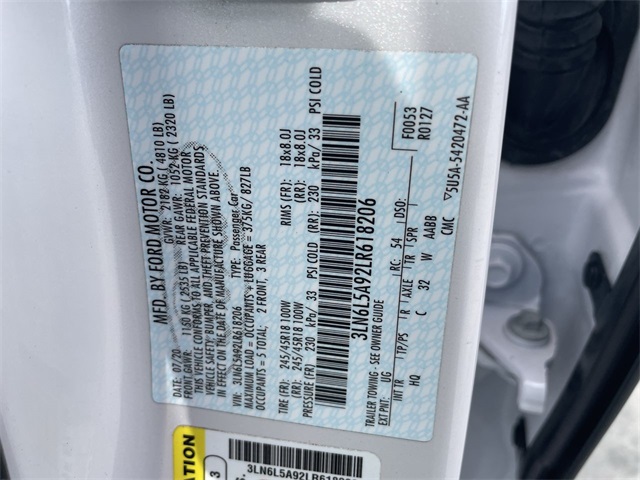 MFD. BY FORD MOTOR CO.
07/20 GVWR: 2182 KG ( 4810 LB)
FRONT GAWR: 1150 KG ( 2535 LB) REAR GAWR: 1052 KG ( 2320 LB)
THIS VEHICLE CONFORMS TO ALL APPLICABLE FEDERAL MOTOR
VEHICLE SAFETY, BUMPER, AND THEFT PREVENTION STANDARDS
IN EFFECT ON THE DATE OF MANUFACTURE SHOWN ABOVE.
VIN: 3LN6L5A92LR618206 TYPE: Passenger Car
MAXIMUM LOAD = OCCUPANTS + LUGGAGE = 375KG/ 827LB
OCCUPANTS = 5 TOTAL: 2 FRONT, 3 REAR
TIRE (FR): 245/45R18 100W RIMS (FR): 18x8.0J
(RR): 245/45R18 100W (RR): 18x8.0J
PRESSURE (FR): 230 kPa/ 33 PSI COLD (RR): 230 kPa/ 33 PSI COLD
3LN6L5A92LR618206
TRAILER TOWING - SEE OWNER GUIDE F0053
EXT PNT: UG RC: 54 DSO: R0127
INT TR TP/PS R AXLE TR SPR
HQ C 32 W AABB
CMC 5U5A-5420472-AA
3LN6L5A92LR618206
3